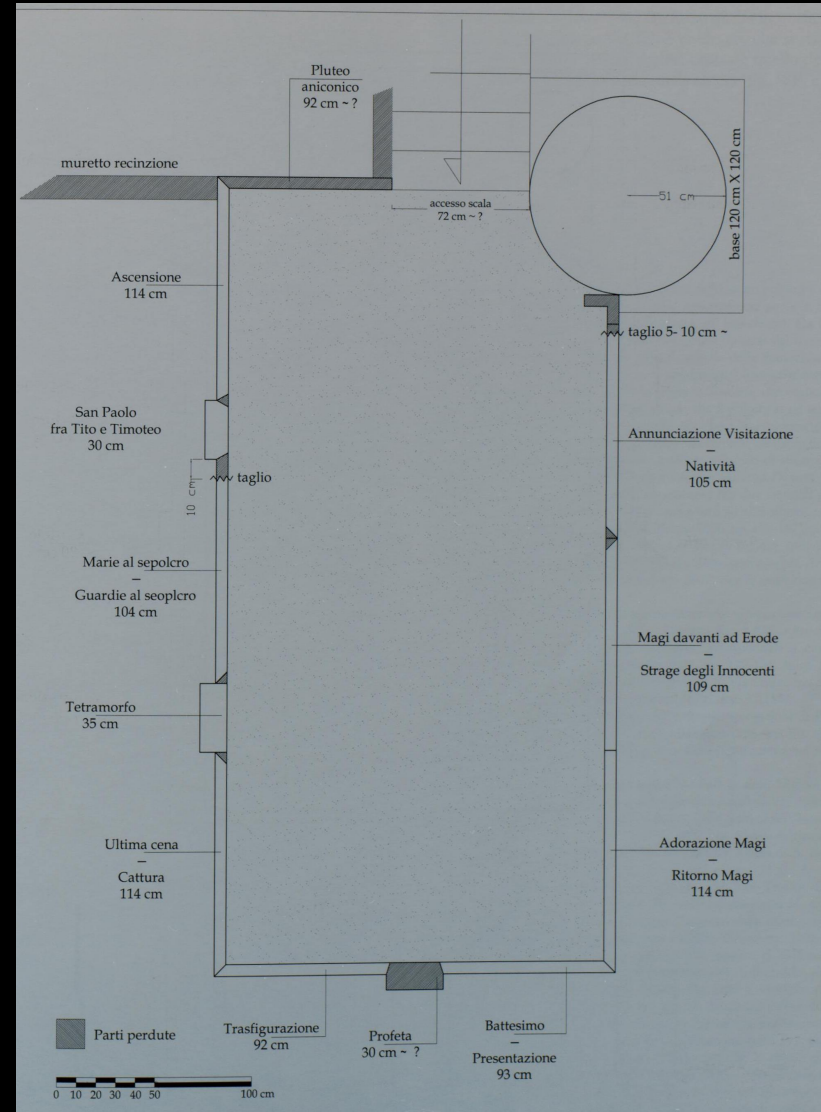 Pluteo
aniconico
92 cm ~ ?
muretto recinzione
accesso scala
72 cm ~ ?
51 cm
base 120 cm X 120 cm
Ascensione
114 cm
taglio 5- 10 cm ~
San Paolo
fra Tito e Timoteo
30 cm
Annunciazione Visitazione
–
Natività
105 cm
taglio
10 cm
Marie al sepolcro
–
Guardie al seoplcro
104 cm
Magi davanti ad Erode
–
Strage degli Innocenti
109 cm
Tetramorfo
35 cm
Ultima cena
–
Cattura
114 cm
Adorazione Magi
–
Ritorno Magi
114 cm
Parti perdute
Trasfigurazione
92 cm
Profeta
30 cm ~ ?
Battesimo
–
Presentazione
93 cm
0 10 20 30 40 50 100 cm